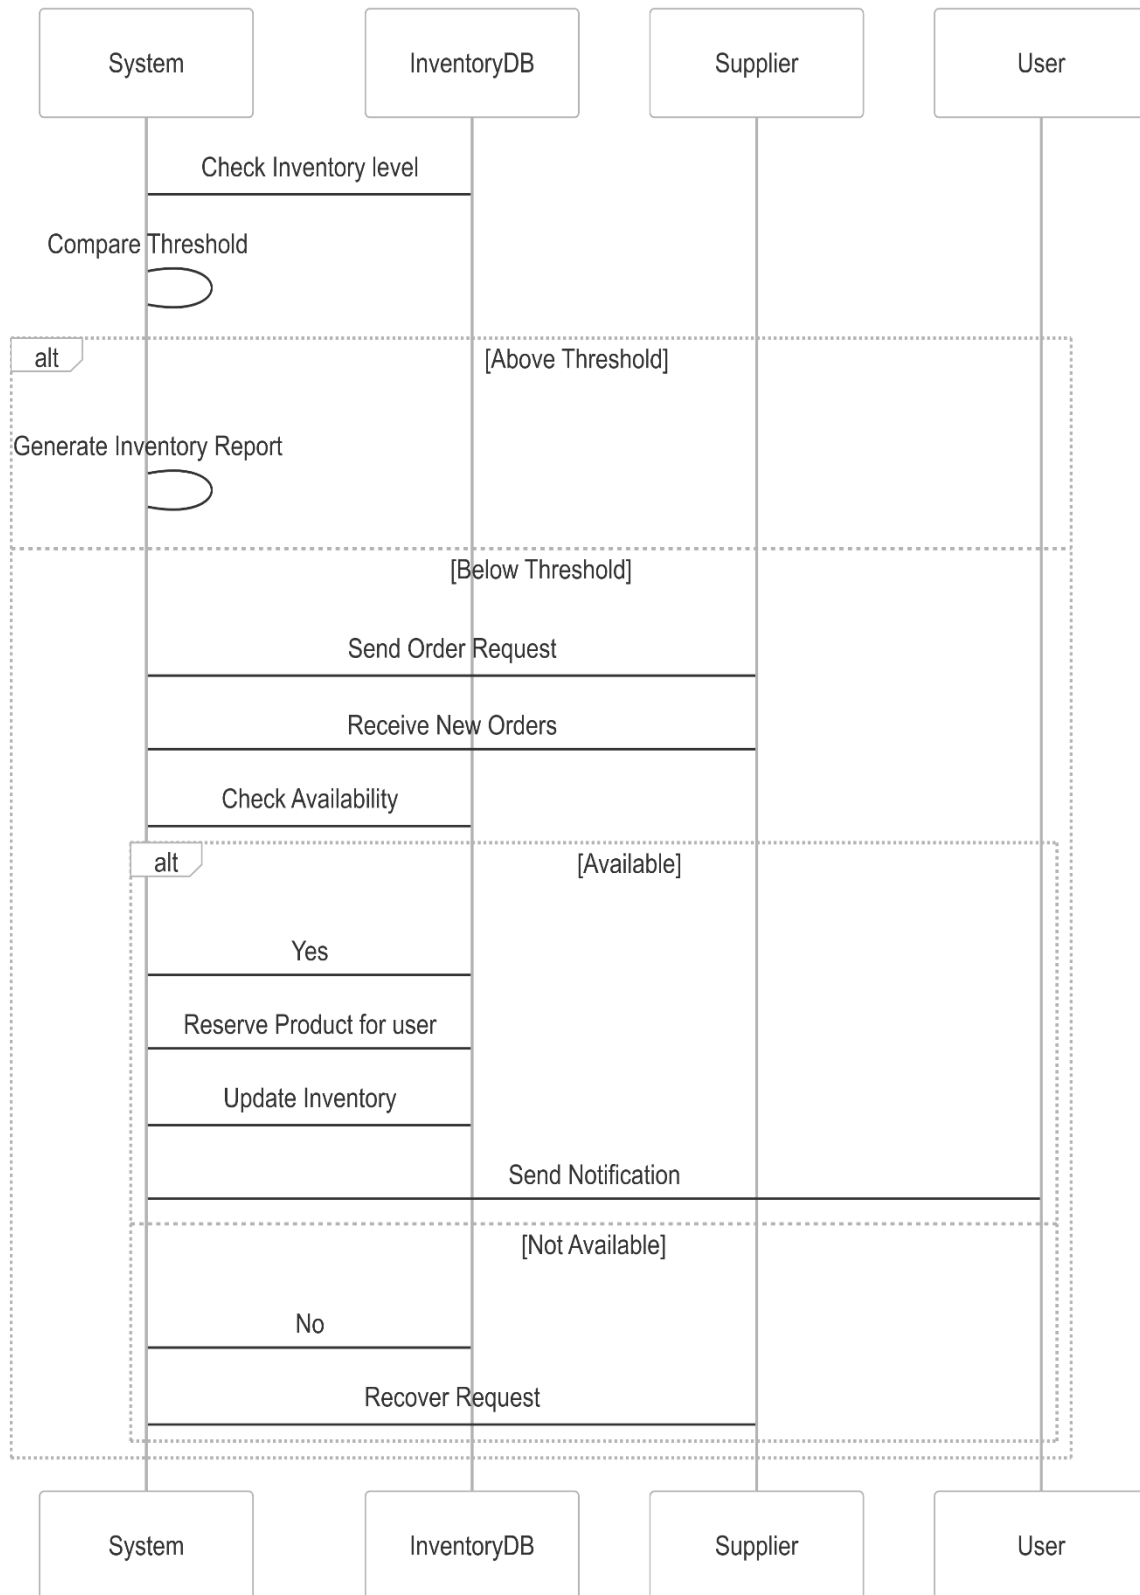 System
InventoryDB
Supplier
User
Check Inventory level
Compare Threshold
alt
[Above Threshold]
Generate Inventory Report
[Below Threshold]
Send Order Request
Receive New Orders
Check Availability
alt
[Available]
Yes
Reserve Product for user
Update Inventory
Send Notification
[Not Available]
No
Recover Request
System
InventoryDB
Supplier
User